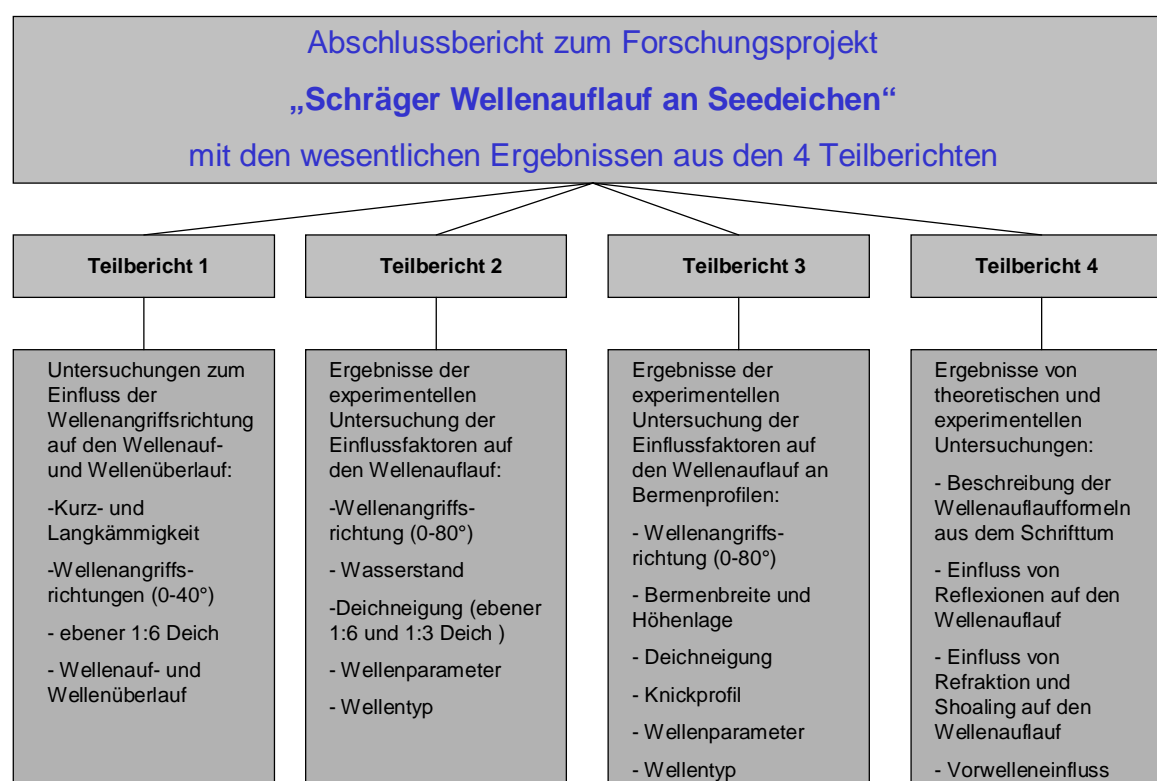 Abschlussbericht zum Forschungsprojekt
„Schräger Wellenauflauf an Seedeichen“
mit den wesentlichen Ergebnissen aus den 4 Teilberichten
Teilbericht 1
Untersuchungen zum
Einfluss der
Wellenangriffsrichtung
auf den Wellenauf-
und Wellenüberlauf:
-Kurz- und
Langkämmigkeit
-Wellenangriffs-
richtungen (0-40°)
- ebener 1:6 Deich
- Wellenauf- und
Wellenüberlauf
Teilbericht 2
Ergebnisse der
experimentellen
Untersuchung der
Einflussfaktoren auf
den Wellenauflauf:
-Wellenangriffs-
richtung (0-80°)
- Wasserstand
-Deichneigung (ebener
1:6 und 1:3 Deich )
- Wellenparameter
- Wellentyp
Teilbericht 3
Ergebnisse der
experimentellen
Untersuchung der
Einflussfaktoren auf
den Wellenauflauf an
Bermenprofilen:
- Wellenangriffs-
richtung (0-80°)
- Bermenbreite und
Höhenlage
- Deichneigung
- Knickprofil
- Wellenparameter
- Wellentyp
Teilbericht 4
Ergebnisse von
theoretischen und
experimentellen
Untersuchungen:
- Beschreibung der
Wellenauflaufformeln
aus dem Schrifttum
- Einfluss von
Reflexionen auf den
Wellenauflauf
- Einfluss von
Refraktion und
Shoaling auf den
Wellenauflauf
- Vorwelleneinfluss